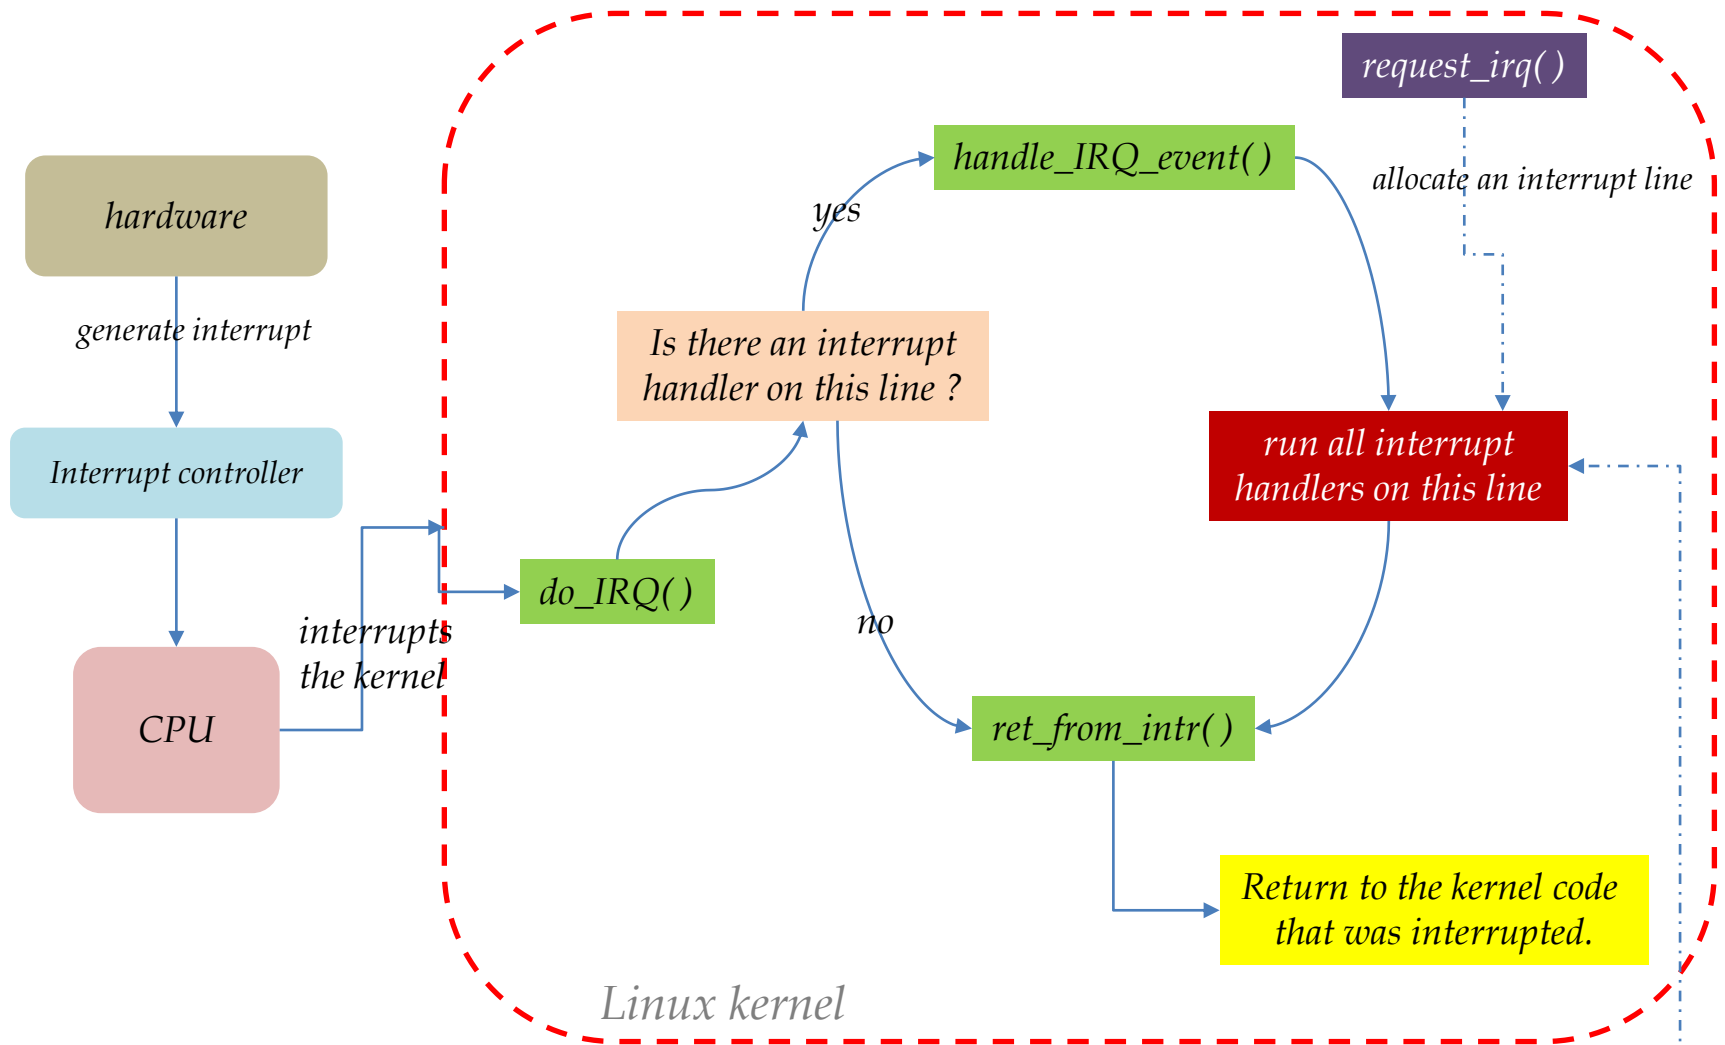 request_irq( )
handle_IRQ_event( )
allocate an interrupt line
hardware
yes
generate interrupt
Is there an interrupt
handler on this line ?
Interrupt controller
run all interrupt
handlers on this line
do_IRQ( )
interrupts
the kernel
no
CPU
ret_from_intr( )
Return to the kernel code
that was interrupted.
Linux kernel